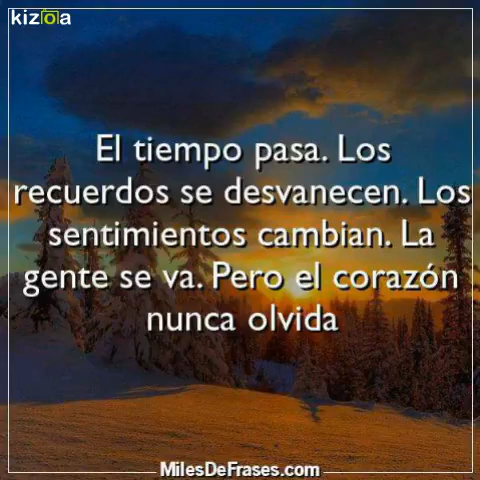 kizoa
El tiempo pasa. Los
recuerdos se desvanecen. Los
sentimientos cambian. La
gente se va. Pero el corazón
nunca olvida
MilesDeFrases.com